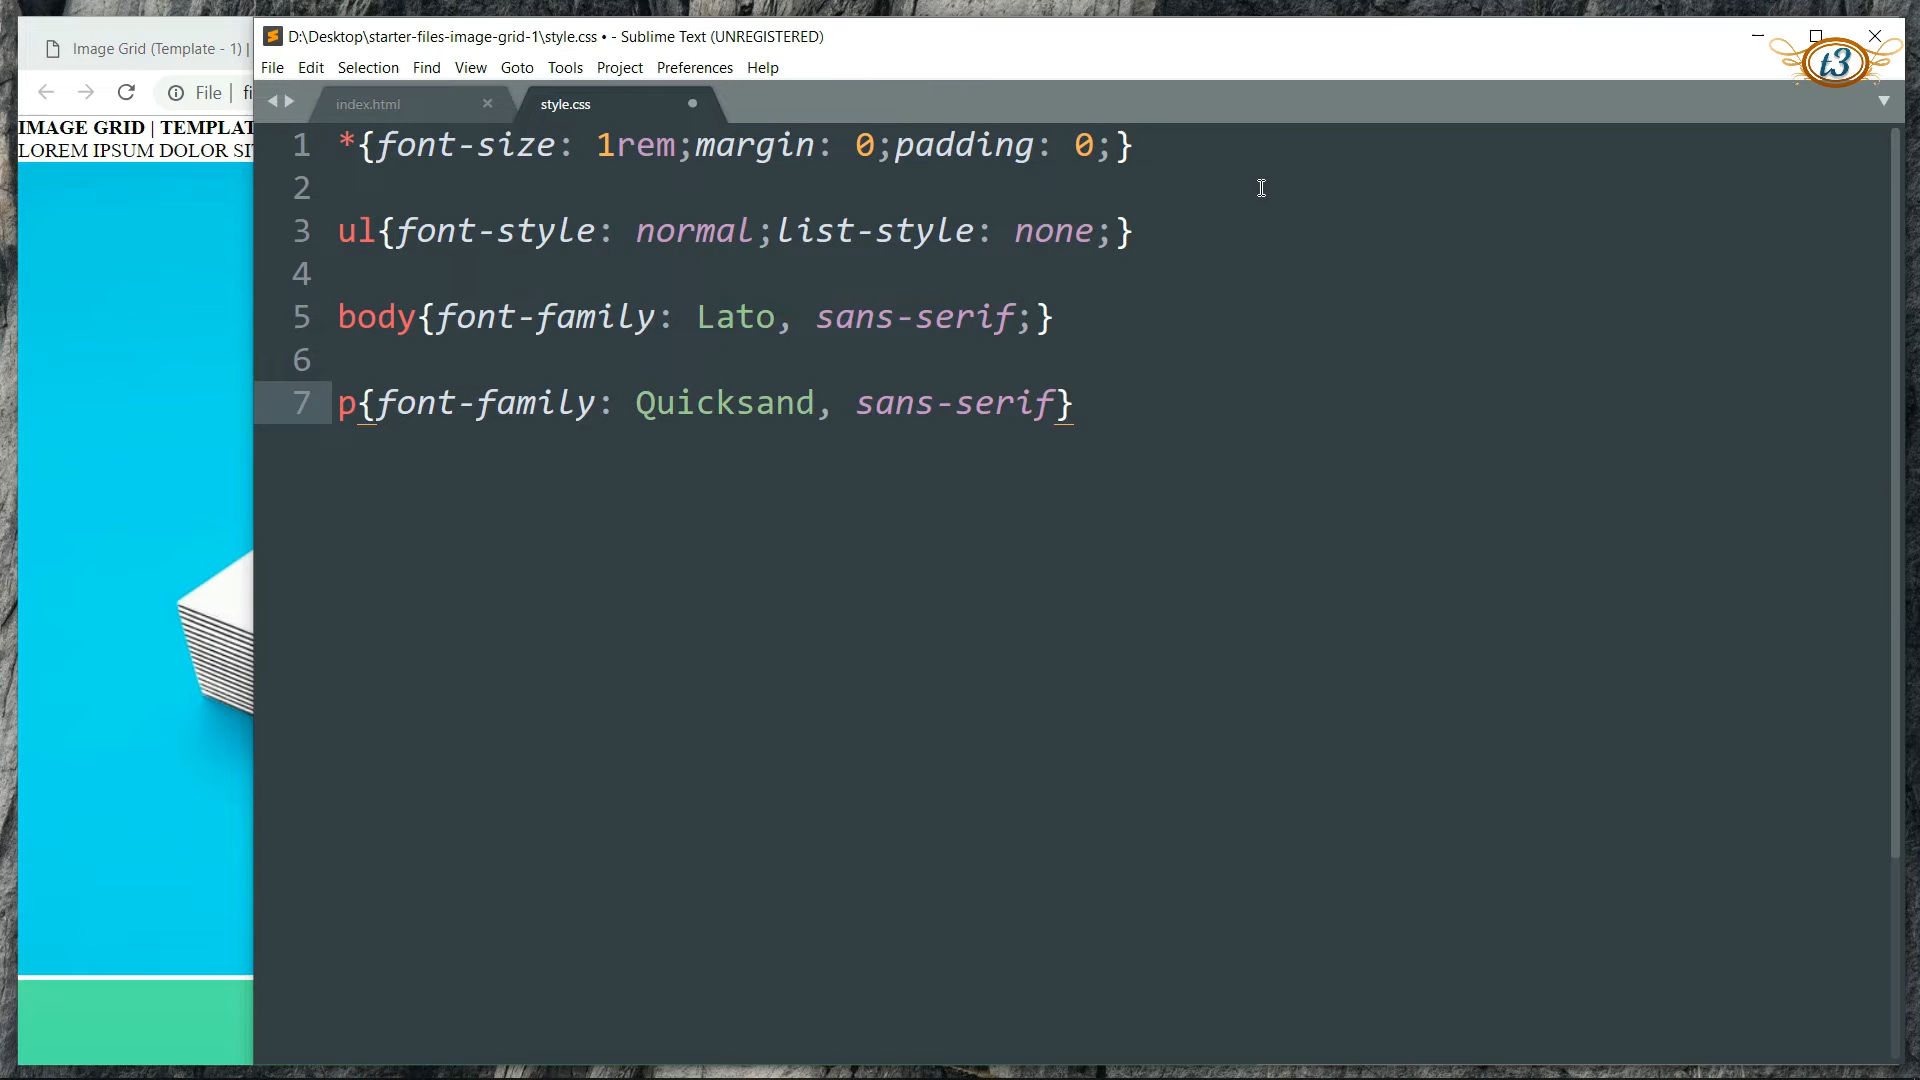 Image Grid (Template - 1) |
D:\Desktop\starter-files-image-grid-1\style.css • - Sublime Text (UNREGISTERED)
t3
File Edit Selection Find View Goto Tools Project Preferences Help
File
index.html
style.css
IMAGE GRID | TEMPLAT
LOREM IPSUM DOLOR SI
1 *{font-size: 1rem;margin: 0;padding: 0;}
2
3 ul{font-style: normal;list-style: none;}
4
5 body{font-family: Lato, sans-serif;}
6
7 p{font-family: Quicksand, sans-serif}